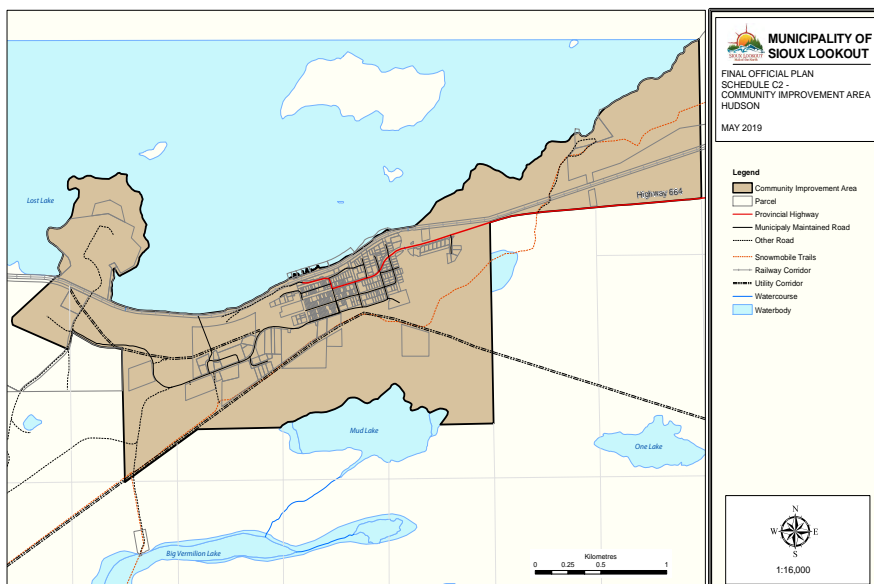 SIOUX LOOKOUT
MUNICIPALITY OF
SIOUX LOOKOUT
FINAL OFFICIAL PLAN
SCHEDULE C2 -
COMMUNITY IMPROVEMENT AREA
HUDSON
MAY 2019
Legend
Community Improvement Area
Parcel
Provincial Highway
Municipaly Maintained Road
Other Road
Snowmobile Trails
Railway Corridor
Utility Corridor
Watercourse
Waterbody
Lost Lake
Highway 664
Mud Lake
One Lake
Big Vermilion Lake
Kilometres
0 0.25 0.5 1
N
W E
S
1:16,000